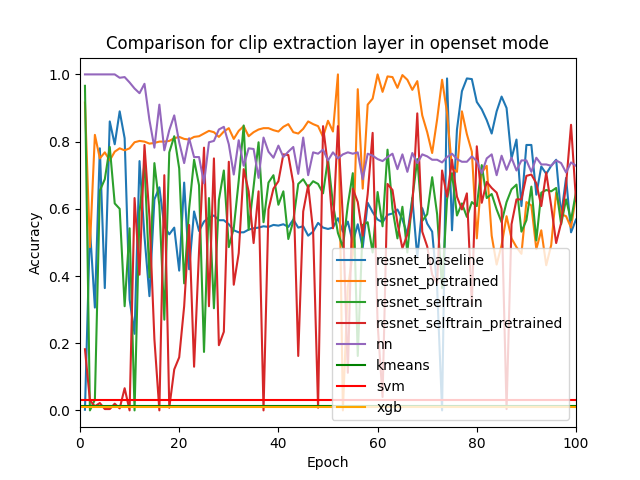 Comparison for clip extraction layer in openset mode
Accuracy
1.0
0.8
0.6
0.4
0.2
0.0
resnet_baseline
resnet_pretrained
resnet_selftrain
resnet_selftrain_pretrained
nn
kmeans
svm
xgb
0 20 40 60 80 100
Epoch